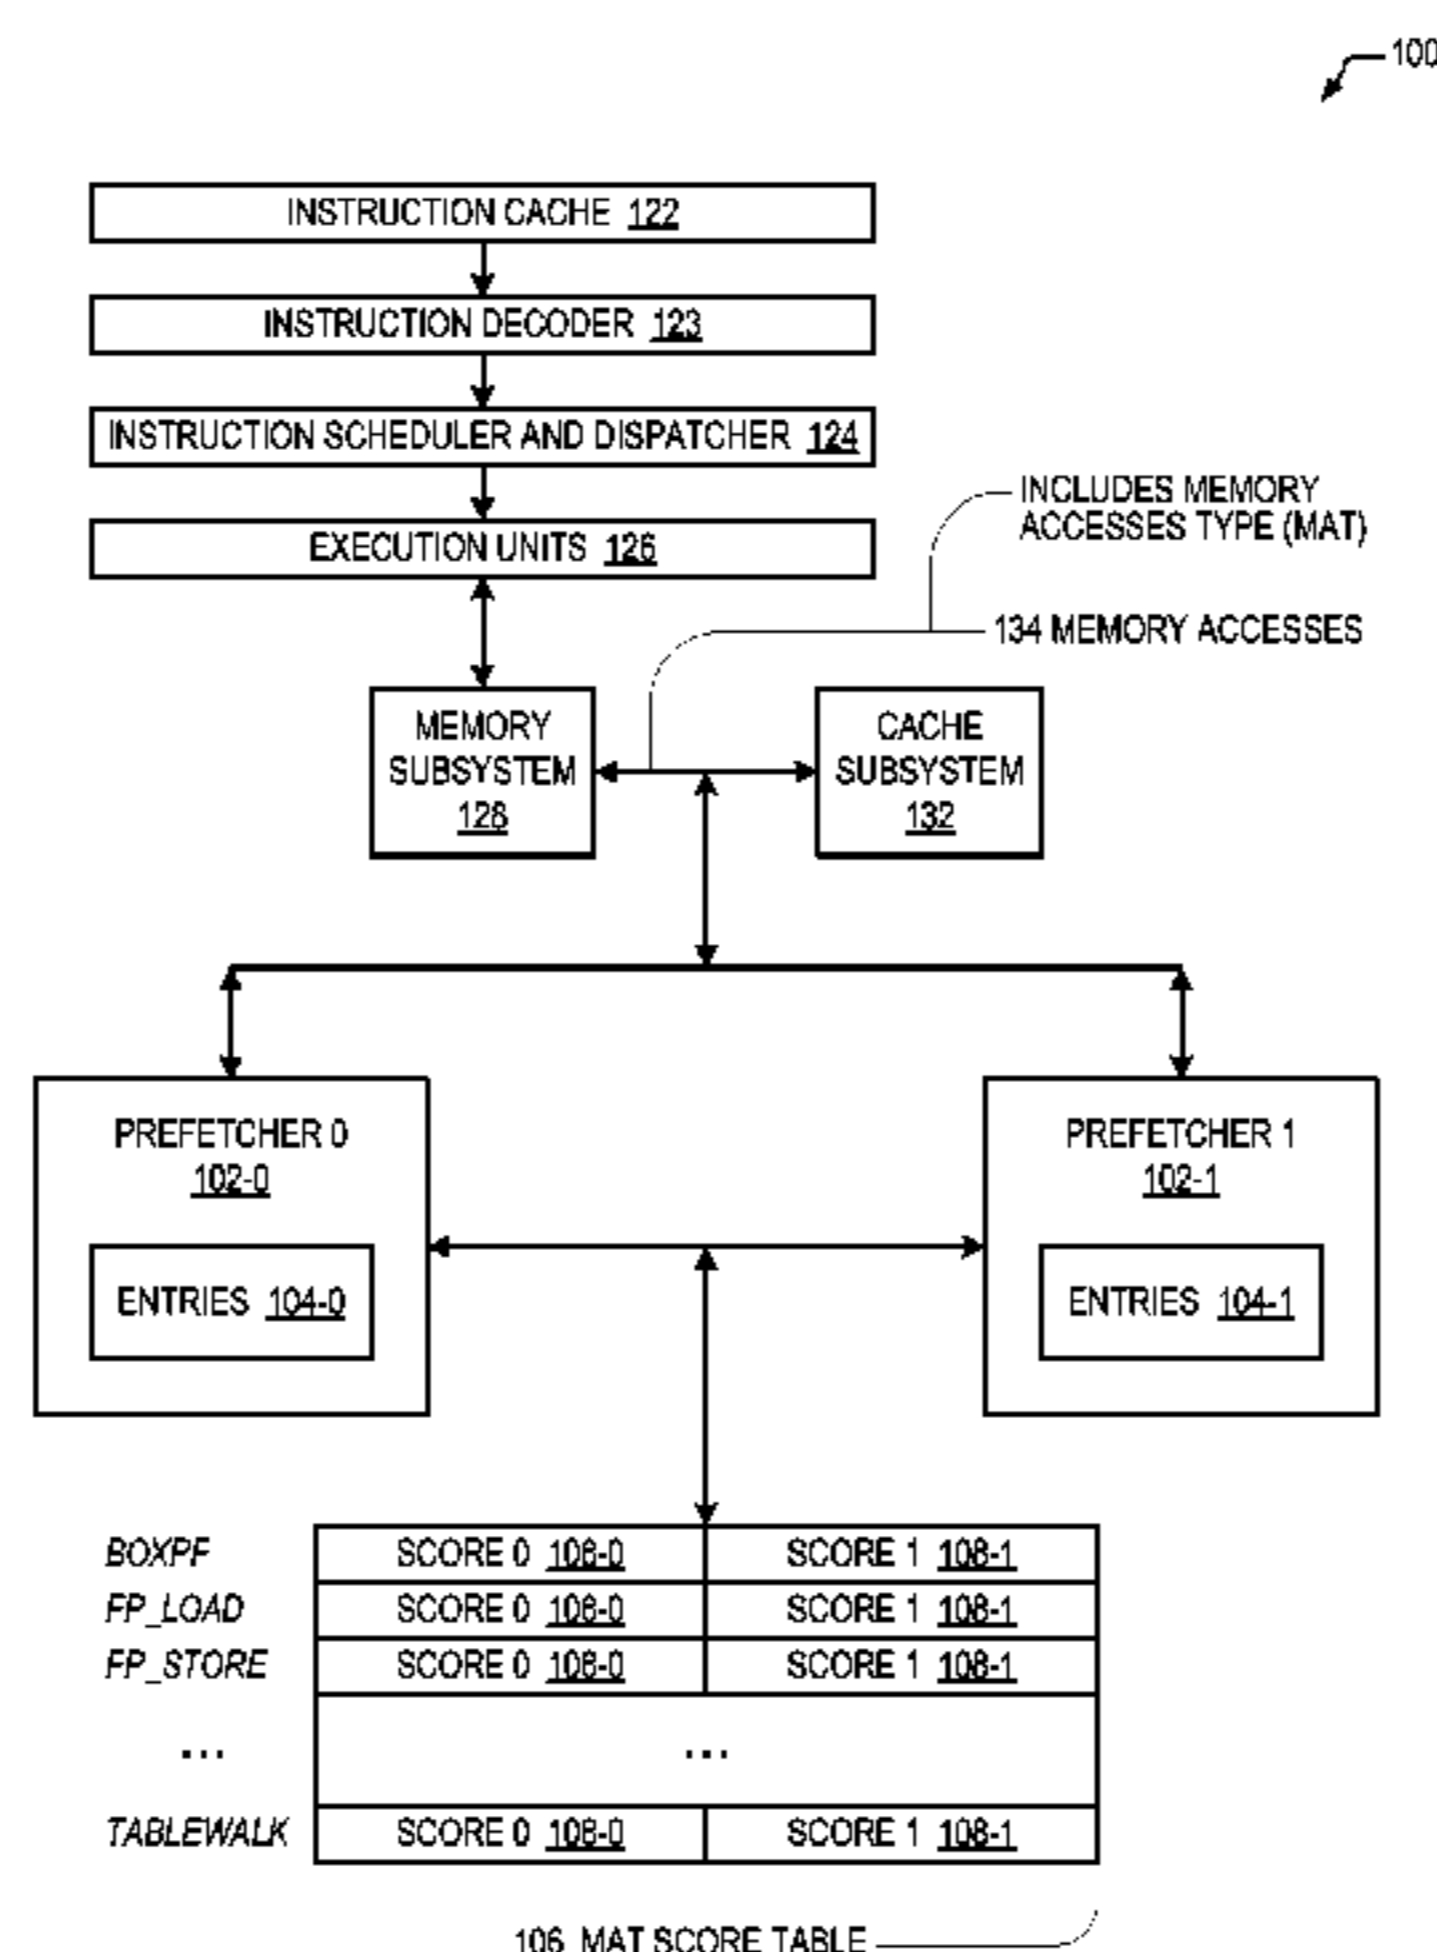 100
INSTRUCTION CACHE 122
INSTRUCTION DECODER 123
INSTRUCTION SCHEDULER AND DISPATCHER 124
INCLUDES MEMORY
ACCESSES TYPE (MAT)
EXECUTION UNITS 126
134 MEMORY ACCESSES
MEMORY
SUBSYSTEM
128
CACHE
SUBSYSTEM
132
PREFETCHER 0
102-0
ENTRIES 104-0
PREFETCHER 1
102-1
ENTRIES 104-1
BOXPF SCORE 0 108-0 SCORE 1 108-1
FP_LOAD SCORE 0 108-0 SCORE 1 108-1
FP_STORE SCORE 0 108-0 SCORE 1 108-1
... ...
TABLEWALK SCORE 0 108-0 SCORE 1 108-1
106 MAT SCORE TABLE